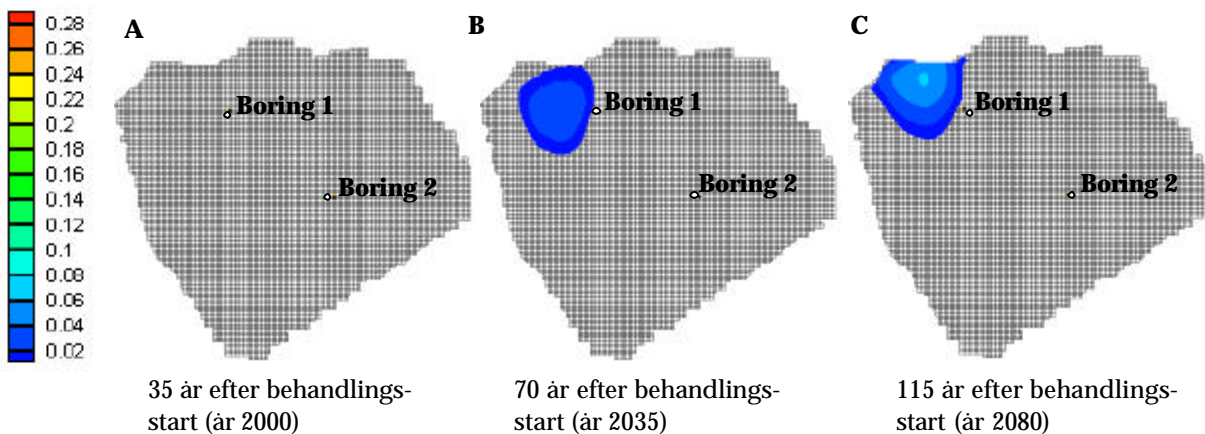 A
B
C
0.28
0.26
0.24
0.22
0.2
0.18
0.16
0.14
0.12
0.1
0.08
0.06
0.04
0.02
Boring 1
Boring 2
Boring 1
Boring 2
Boring 1
Boring 2
35 år efter behandlings-
start (år 2000)
70 år efter behandlings-
start (år 2035)
115 år efter behandlings-
start (år 2080)